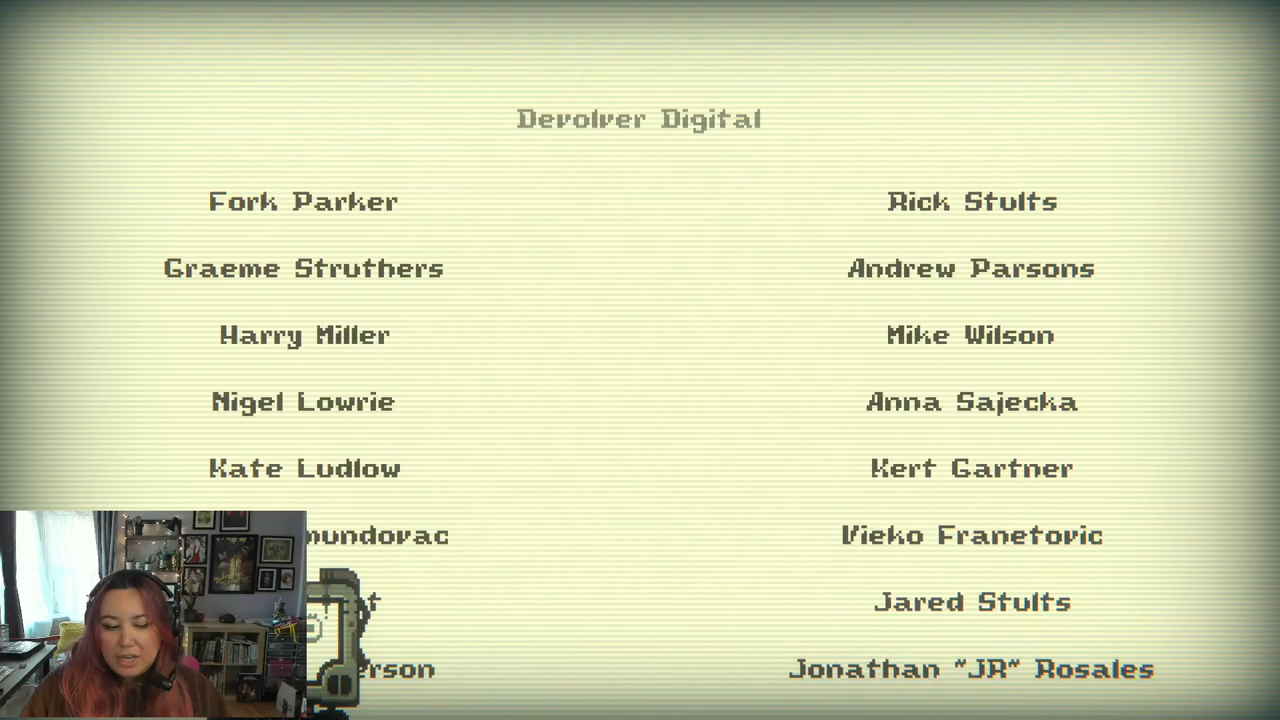 Devolver Digital
Fork Parker
Rick Stults
Graeme Struthers
Andrew Parsons
Harry Miller
Mike Wilson
Nigel Lowrie
Anna Sajecka
Kate Ludlow
Kert Gartner
Vieko Franetovic
Jared Stults
Jonathan "JR" Rosales